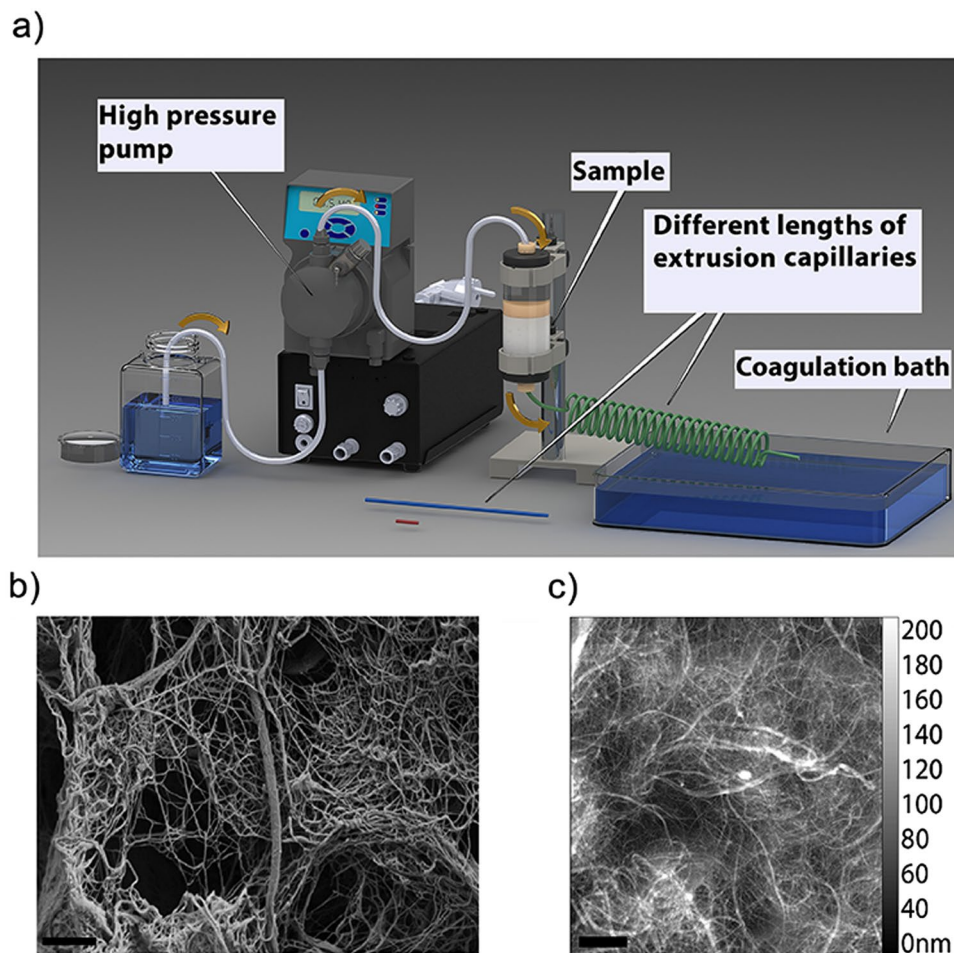 a)
High pressure
pump
Sample
Different lengths of
extrusion capillaries
Coagulation bath
b)
c)
200
180
160
140
120
100
80
60
40
0nm